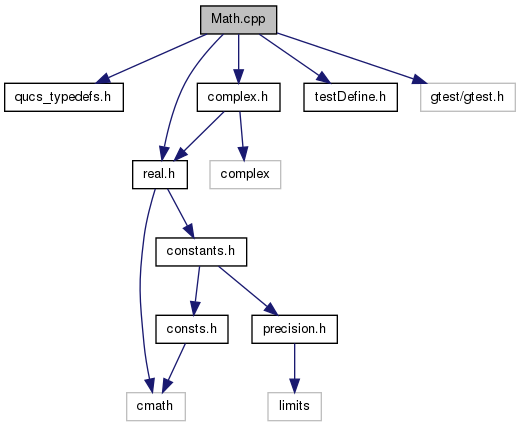 Math.cpp
qucs_typedefs.h
complex.h
testDefine.h
gtest/gtest.h
real.h
complex
constants.h
consts.h
precision.h
cmath
limits